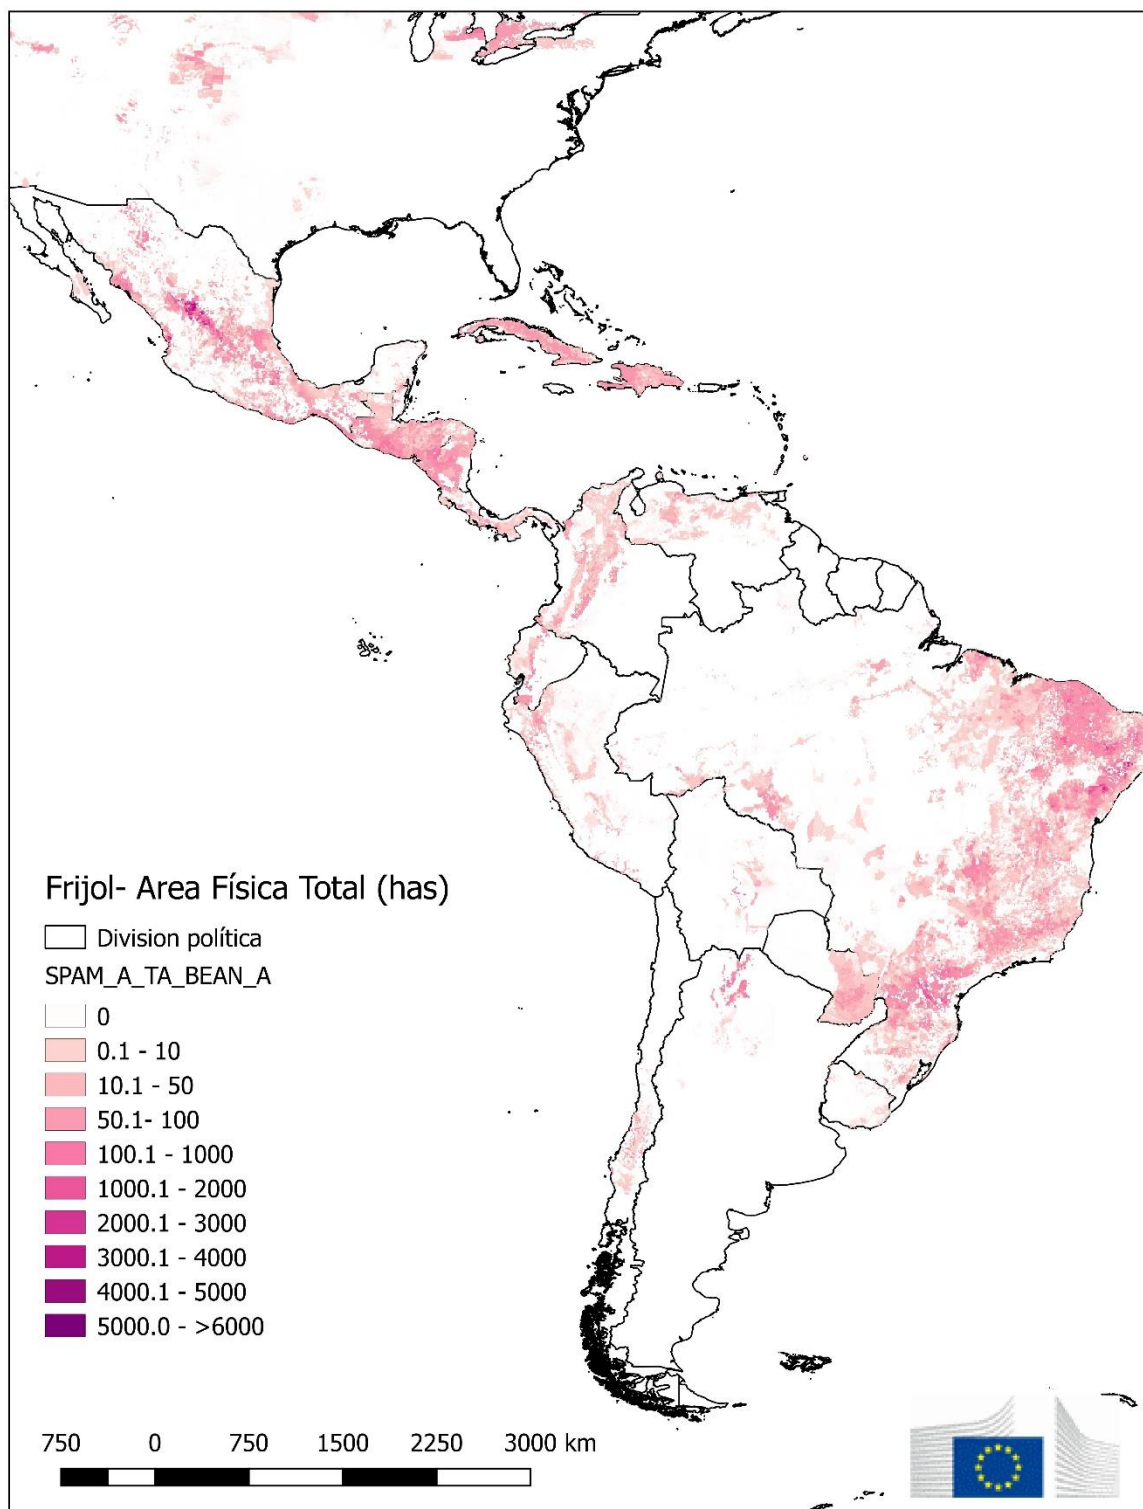 Frijol- Area Física Total (has)
Division política
SPAM_A_TA_BEAN_A
0
0.1 - 10
10.1 - 50
50.1- 100
100.1 - 1000
1000.1 - 2000
2000.1 - 3000
3000.1 - 4000
4000.1 - 5000
5000.0 - >6000
750 0 750 1500 2250 3000 km